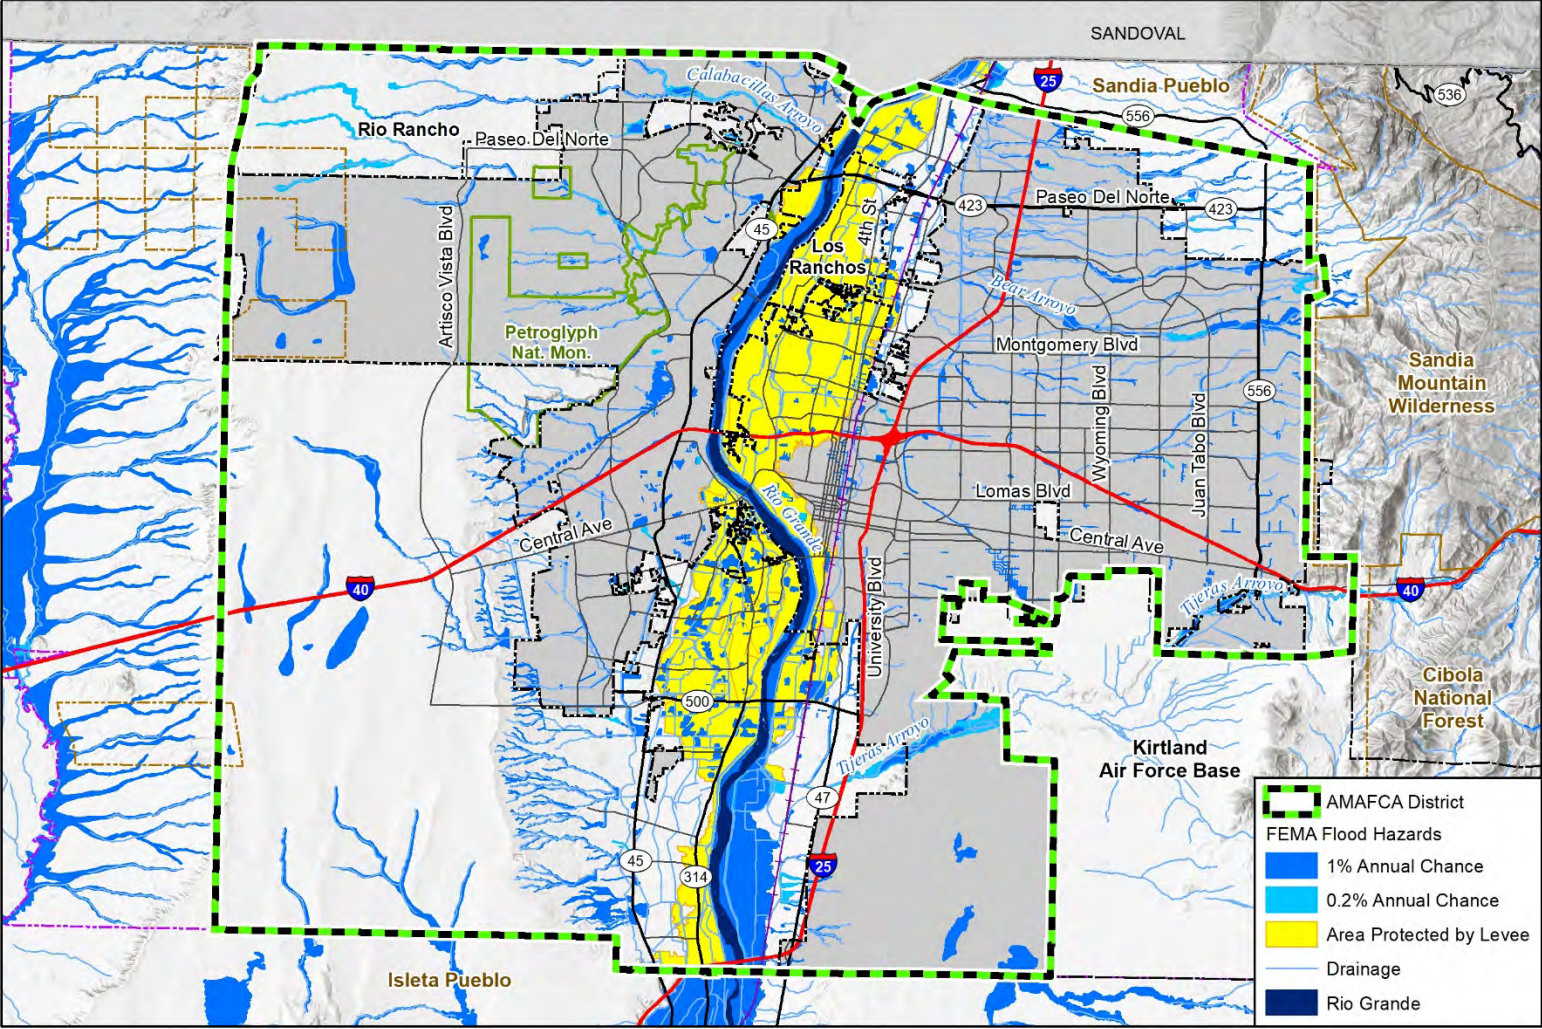 SANDOVAL
25
Sandia Pueblo
536
556
Calabacillas Arroyo
Rio Rancho
Paseo Del Norte
Paseo Del Norte
423
423
45
4th St
Los
Ranchos
Artisco Vista Blvd
Bear Arroyo
Petroglyph
Nat. Mon.
Montgomery Blvd
Sandia
Mountain
Wilderness
556
Wyoming Blvd
Juan Tabo Blvd
Lomas Blvd
Rio Grande
Central Ave
Central Ave
40
University Blvd
Tijeras Arroyo
40
500
Cibola
National
Forest
Tijeras Arroyo
Kirtland
Air Force Base
47
45
314
25
Isleta Pueblo
AMAFCA District
FEMA Flood Hazards
1% Annual Chance
0.2% Annual Chance
Area Protected by Levee
Drainage
Rio Grande